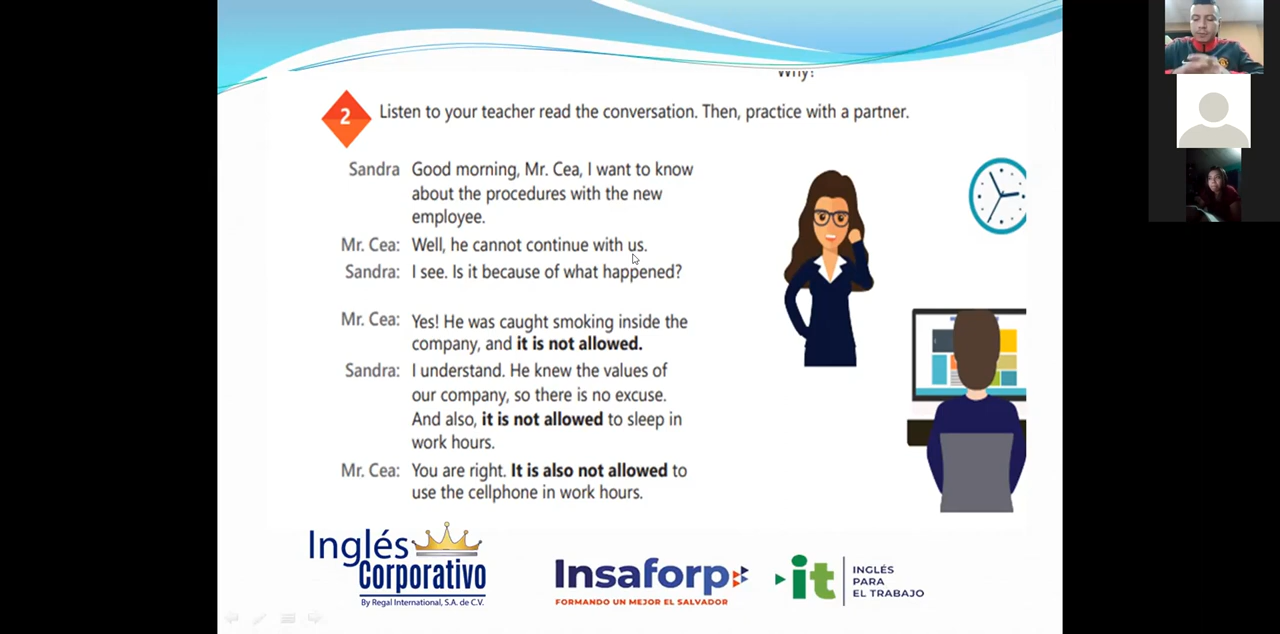 Why?
2
Listen to your teacher read the conversation. Then, practice with a partner.
Sandra Good morning, Mr. Cea, I want to know
about the procedures with the new
employee.
Mr. Cea: Well, he cannot continue with us.
Sandra: I see. Is it because of what happened?
Mr. Cea: Yes! He was caught smoking inside the
company, and it is not allowed.
Sandra: I understand. He knew the values of
our company, so there is no excuse.
And also, it is not allowed to sleep in
work hours.
Mr. Cea: You are right. It is also not allowed to
use the cellphone in work hours.
Inglés
Corporativo
By Regal International, S.A. de C.V.
Insaforp
FORMANDO UN MEJOR EL SALVADOR
it
INGLÉS
PARA
EL TRABAJO